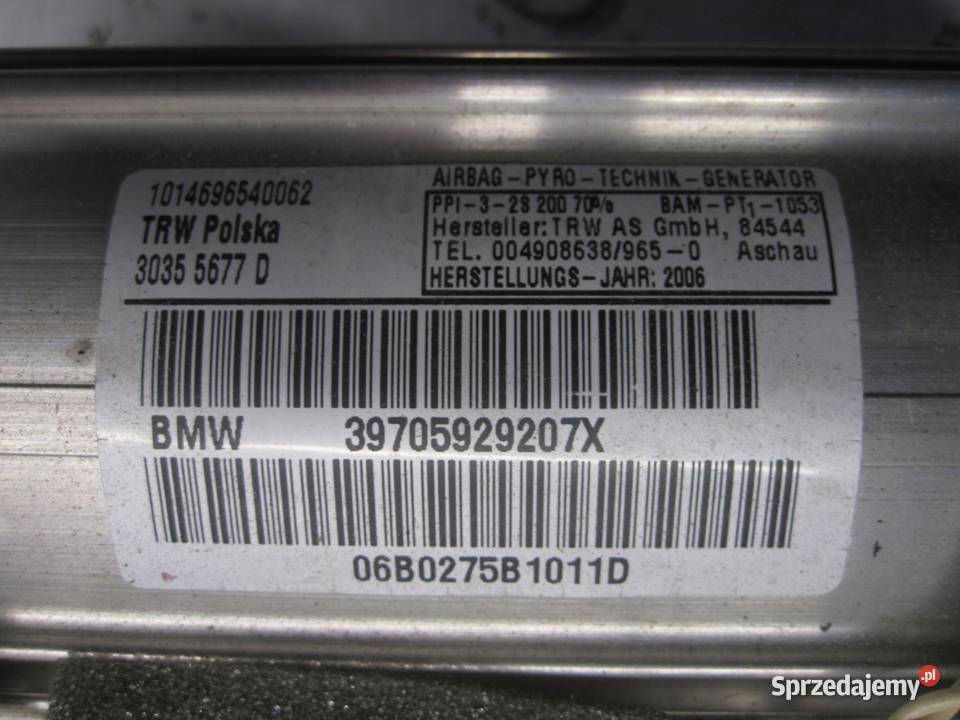 1014696540062
TRW Polska
3035 5677 D
AIRBAG-PYRO-TECHNIK-GENERATOR
PPI-3-2S 200 70% BAM-PT1-1053
Hersteller: TRW AS GmbH, 84544
TEL. 004908638/965-0 Aschau
HERSTELLUNGS-JAHR: 2006
BMW 39705929207X
06B0275B1011D
Sprzedajemy.pl